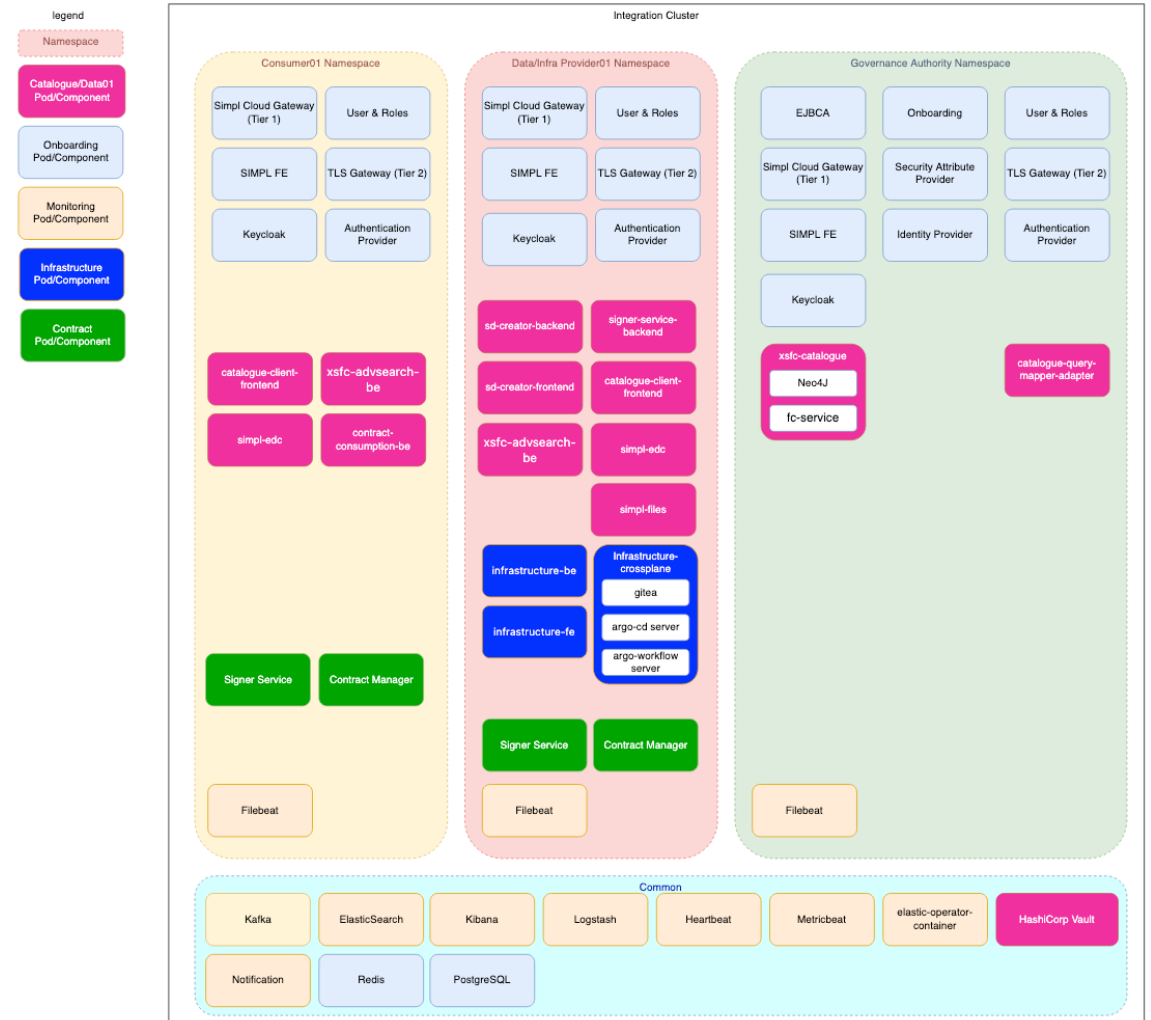 legend
Namespace
Catalogue/Data01
Pod/Component
Onboarding
Pod/Component
Monitoring
Pod/Component
Infrastructure
Pod/Component
Contract
Pod/Component
Integration Cluster
Consumer01 Namespace
Simpl Cloud Gateway
(Tier 1)
User & Roles
SIMPL FE
TLS Gateway (Tier 2)
Keycloak
Authentication
Provider
catalogue-client-
frontend
xsfc-advsearch-
be
simpl-edc
contract-
consumption-be
Signer Service
Contract Manager
Filebeat
Data/Infra Provider01 Namespace
Simpl Cloud Gateway
(Tier 1)
User & Roles
SIMPL FE
TLS Gateway (Tier 2)
Keycloak
Authentication
Provider
sd-creator-backend
signer-service-
backend
sd-creator-frontend
catalogue-client-
frontend
xsfc-advsearch-
be
simpl-edc
simpl-files
infrastructure-be
Infrastructure-
crossplane
gitea
argo-cd server
argo-workflow
server
infrastructure-fe
Signer Service
Contract Manager
Filebeat
Governance Authority Namespace
EJBCA
Onboarding
User & Roles
Simpl Cloud Gateway
(Tier 1)
Security Attribute
Provider
TLS Gateway (Tier 2)
SIMPL FE
Identity Provider
Authentication
Provider
Keycloak
xsfc-catalogue
Neo4J
fc-service
catalogue-query-
mapper-adapter
Filebeat
Common
Kafka
ElasticSearch
Kibana
Logstash
Heartbeat
Metricbeat
elastic-operator-
container
HashiCorp Vault
Notification
Redis
PostgreSQL